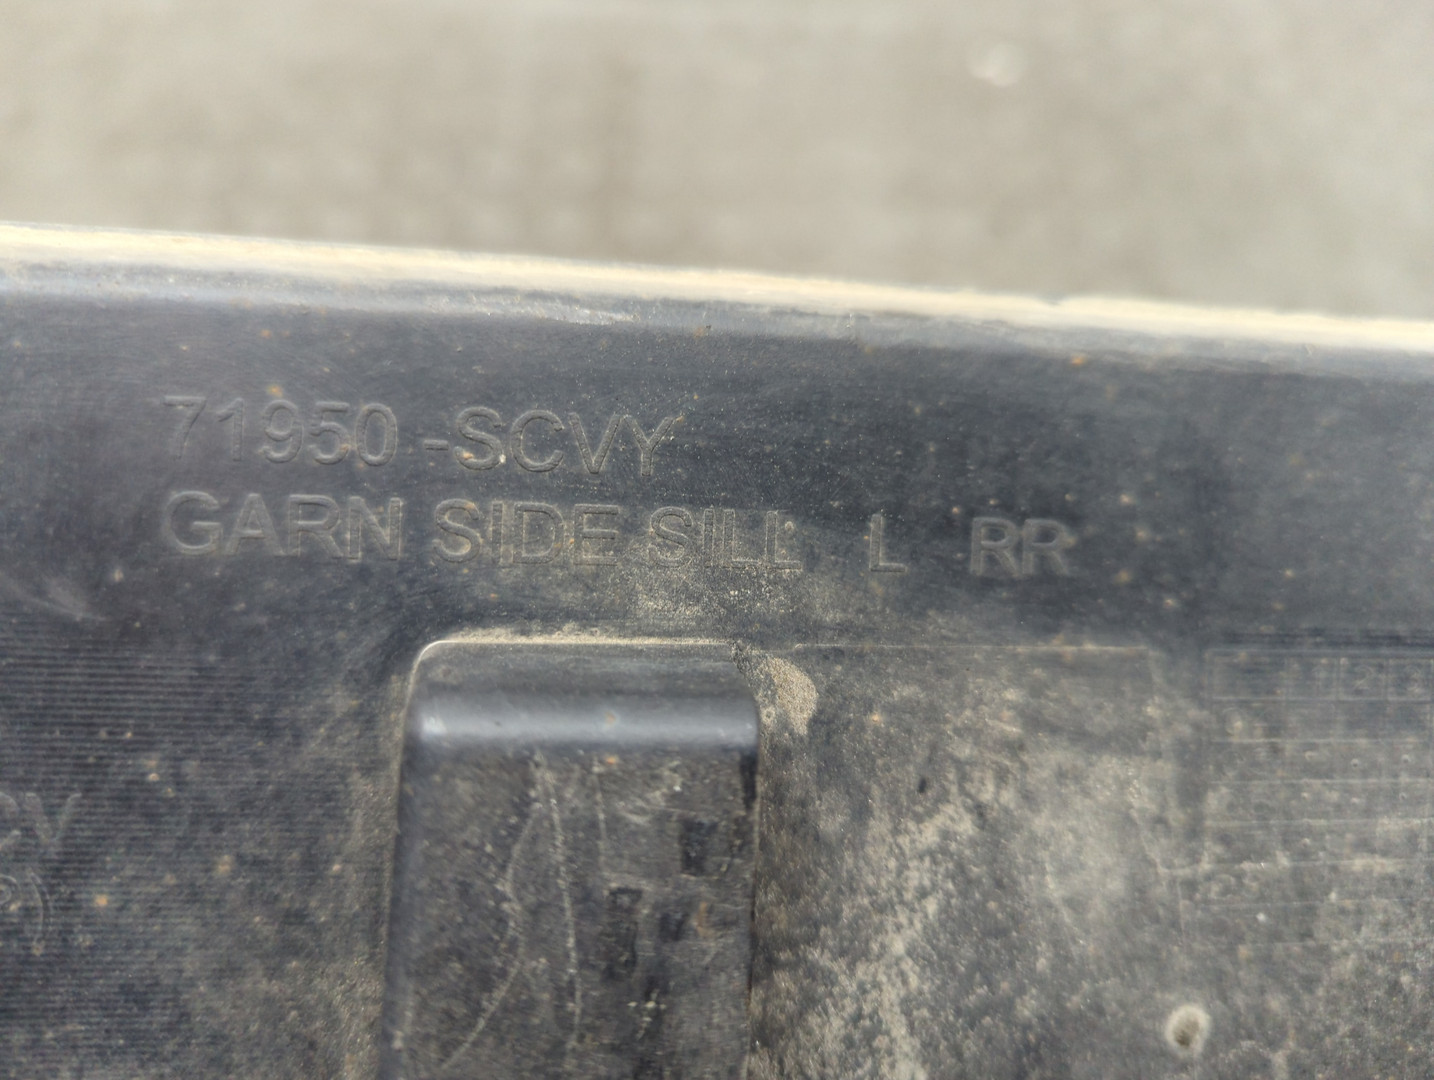 71950-SCVY
GARN SIDE SILL L RR